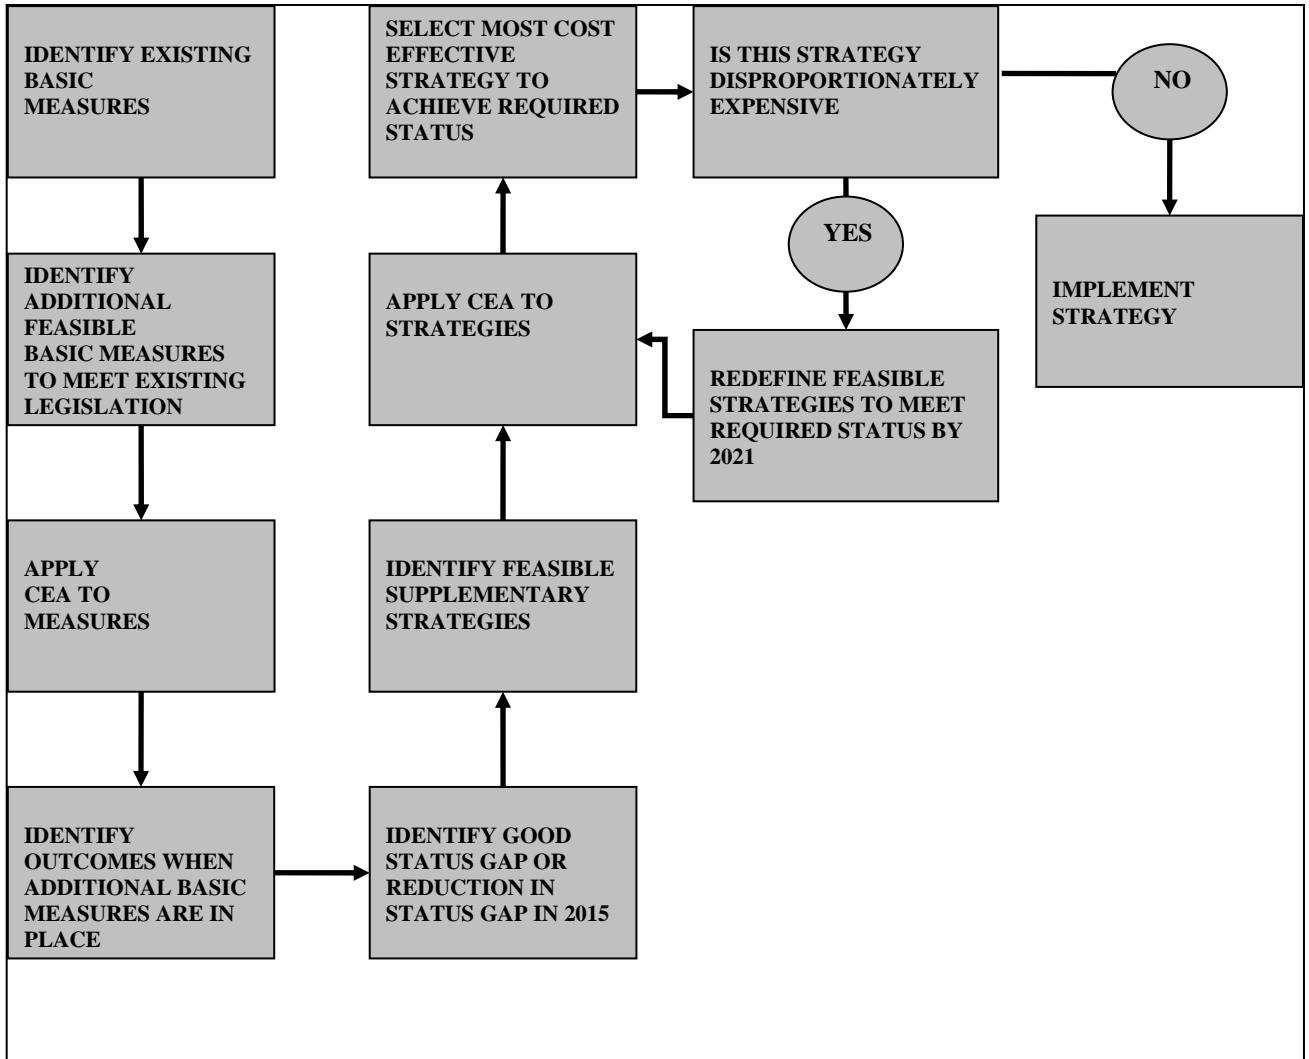 IDENTIFY EXISTING
BASIC
MEASURES
IDENTIFY
ADDITIONAL
FEASIBLE
BASIC MEASURES
TO MEET EXISTING
LEGISLATION
APPLY
CEA TO
MEASURES
IDENTIFY
OUTCOMES WHEN
ADDITIONAL BASIC
MEASURES ARE IN
PLACE
IDENTIFY GOOD
STATUS GAP OR
REDUCTION IN
STATUS GAP IN 2015
IDENTIFY FEASIBLE
SUPPLEMENTARY
STRATEGIES
APPLY CEA TO
STRATEGIES
SELECT MOST COST
EFFECTIVE
STRATEGY TO
ACHIEVE REQUIRED
STATUS
IS THIS STRATEGY
DISPROPORTIONATELY
EXPENSIVE
YES
REDEFINE FEASIBLE
STRATEGIES TO MEET
REQUIRED STATUS BY
2021
NO
IMPLEMENT
STRATEGY